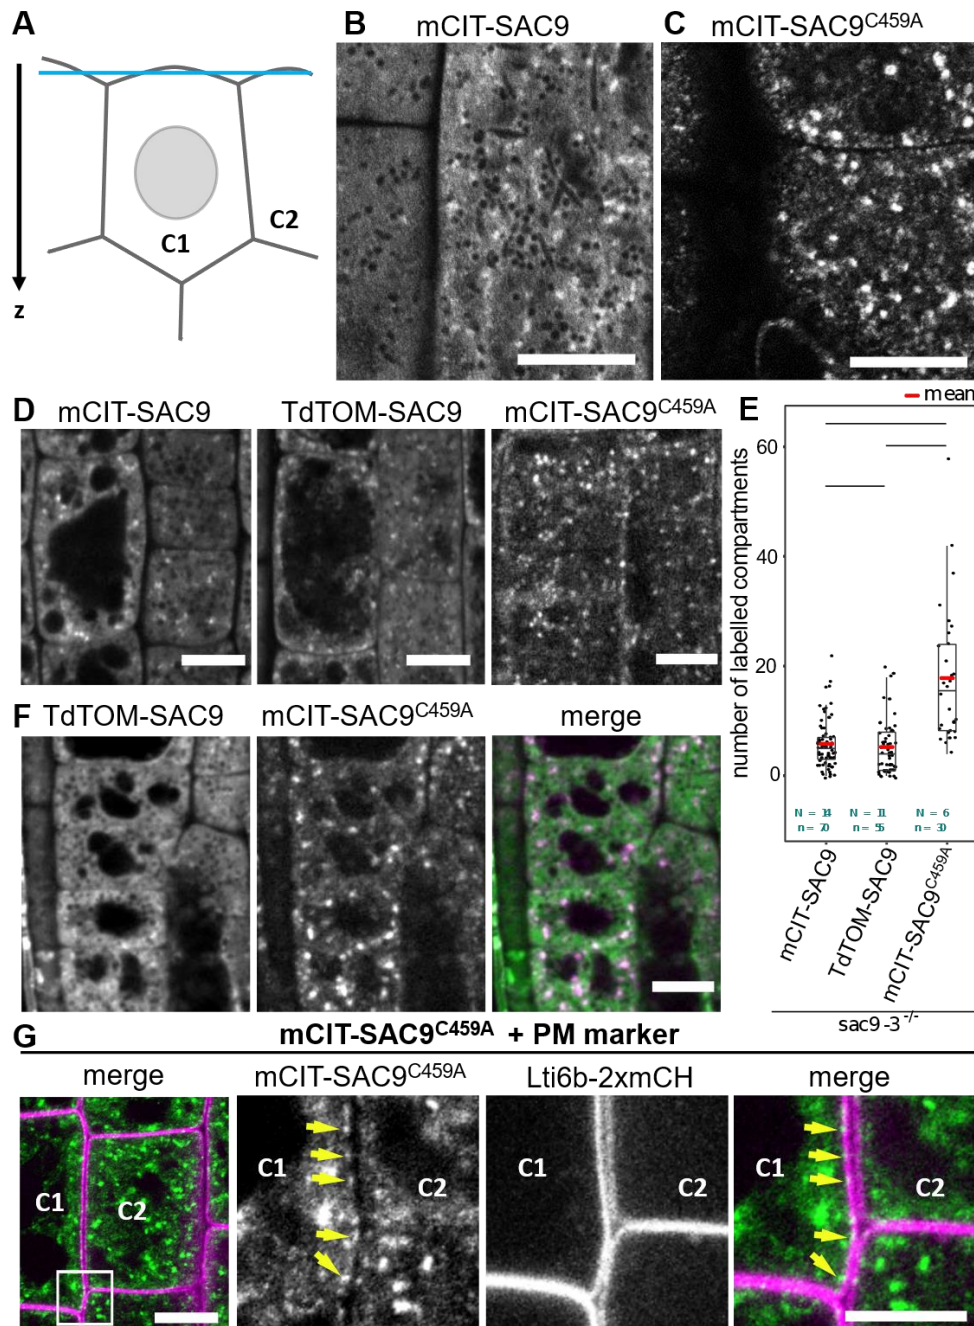 A
z
C1
C2
B
mCIT-SAC9
C
mCIT-SAC9C459A
D
mCIT-SAC9
TdTOM-SAC9
mCIT-SAC9C459A
E
mean
number of labelled compartments
60
40
20
0
N = 14
n = 70
N = 11
n = 55
N = 6
n = 30
mCIT-SAC9
TdTOM-SAC9
mCIT-SAC9C459A
sac9-3-/-
F
TdTOM-SAC9
mCIT-SAC9C459A
merge
G
mCIT-SAC9C459A + PM marker
merge
mCIT-SAC9C459A
Lti6b-2xmCH
merge
C1
C2
C1
C2
C1
C2
C1
C2